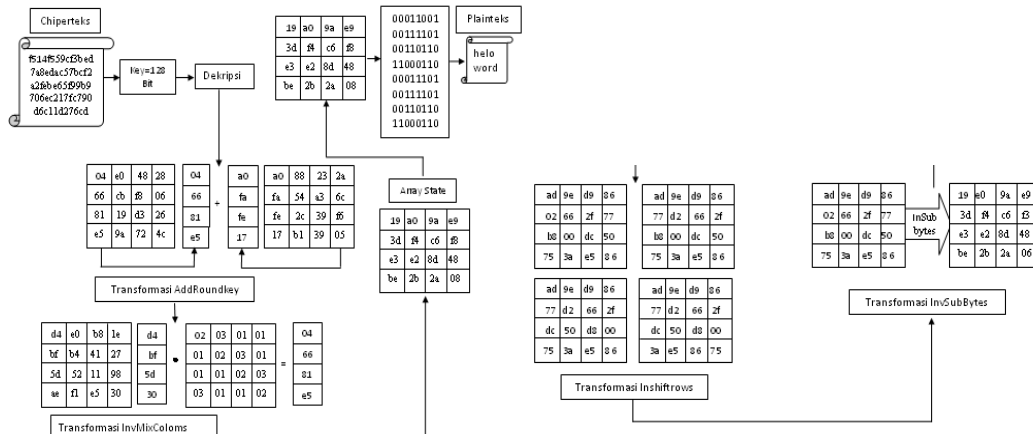 Chiperteks
f514f559cf3bed
7a8edac57bcf2
a2febe65f99b9
706ec217fc790
d6c11d276cd
Key=128
Bit
Dekripsi
19 a0 9a e9
3d f4 c6 f8
e3 e2 8d 48
be 2b 2a 08
00011001
00111101
00110110
11000110
00011101
00111101
00110110
11000110
Plainteks
helo
word
04 e0 48 28
66 cb f8 06
81 19 d3 26
e5 9a 72 4c
04
66
81
e5
+
a0
fa
fe
17
a0 88 23 2a
fa 54 a3 6c
fe 2c 39 f6
17 b1 39 05
Transformasi AddRoundkey
d4 e0 b8 1e
bf b4 41 27
5d 52 11 98
ae f1 e5 30
d4
bf
5d
30
02 03 01 01
01 02 03 01
01 01 02 03
03 01 01 02
=
04
66
81
e5
Transformasi InvMixColoms
Array State
19 a0 9a e9
3d f4 c6 f8
e3 e2 8d 48
be 2b 2a 08
ad 9e d9 86
02 66 2f 77
b8 00 dc 50
75 3a e5 86
ad 9e d9 86
77 d2 66 2f
b8 00 dc 50
75 3a e5 86
ad 9e d9 86
77 d2 66 2f
dc 50 d8 00
75 3a e5 86
ad 9e d9 86
77 d2 66 2f
dc 50 d8 00
3a e5 86 75
Transformasi Inshiftrows
ad 9e d9 86
02 66 2f 77
b8 00 dc 50
75 3a e5 86
inSub
bytes
19 e0 9a e9
3d f4 c6 f3
e3 e2 8d 48
be 2b 2a 06
Transformasi InvSubBytes